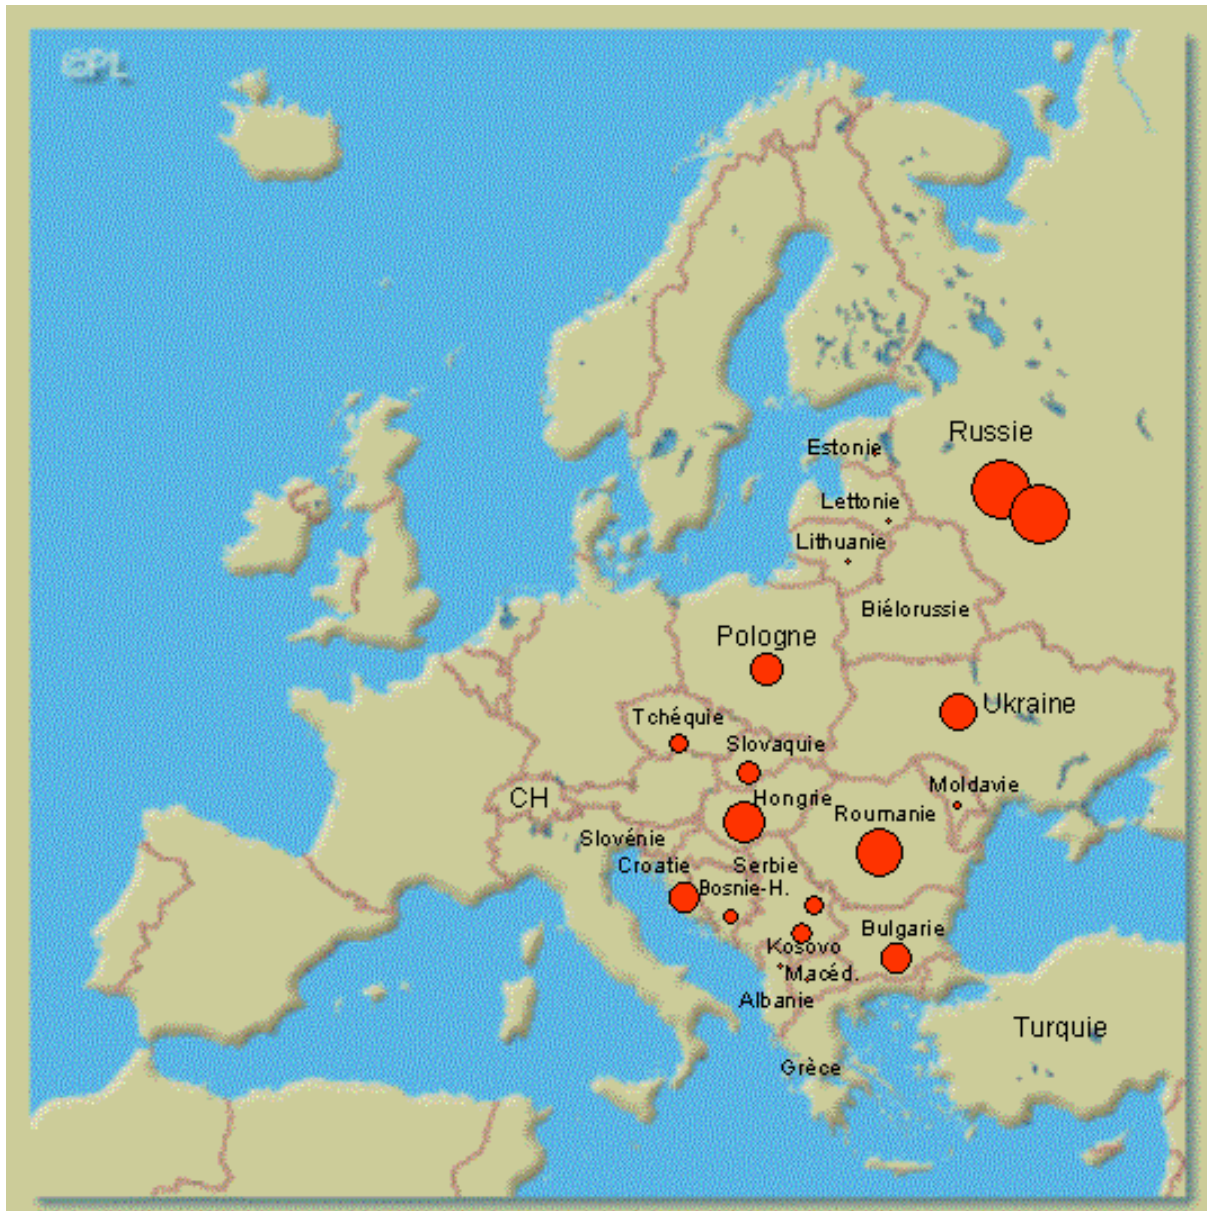 GPL
Russie
Estonie
Lettonie
Lithuanie
Biélorussie
Pologne
Ukraine
Tchéquie
Slovaquie
Moldavie
CH
Hongrie
Roumanie
Slovénie
Croatie
Serbie
Bosnie-H.
Bulgarie
Kosovo
Macéd.
Albanie
Turquie
Grèce